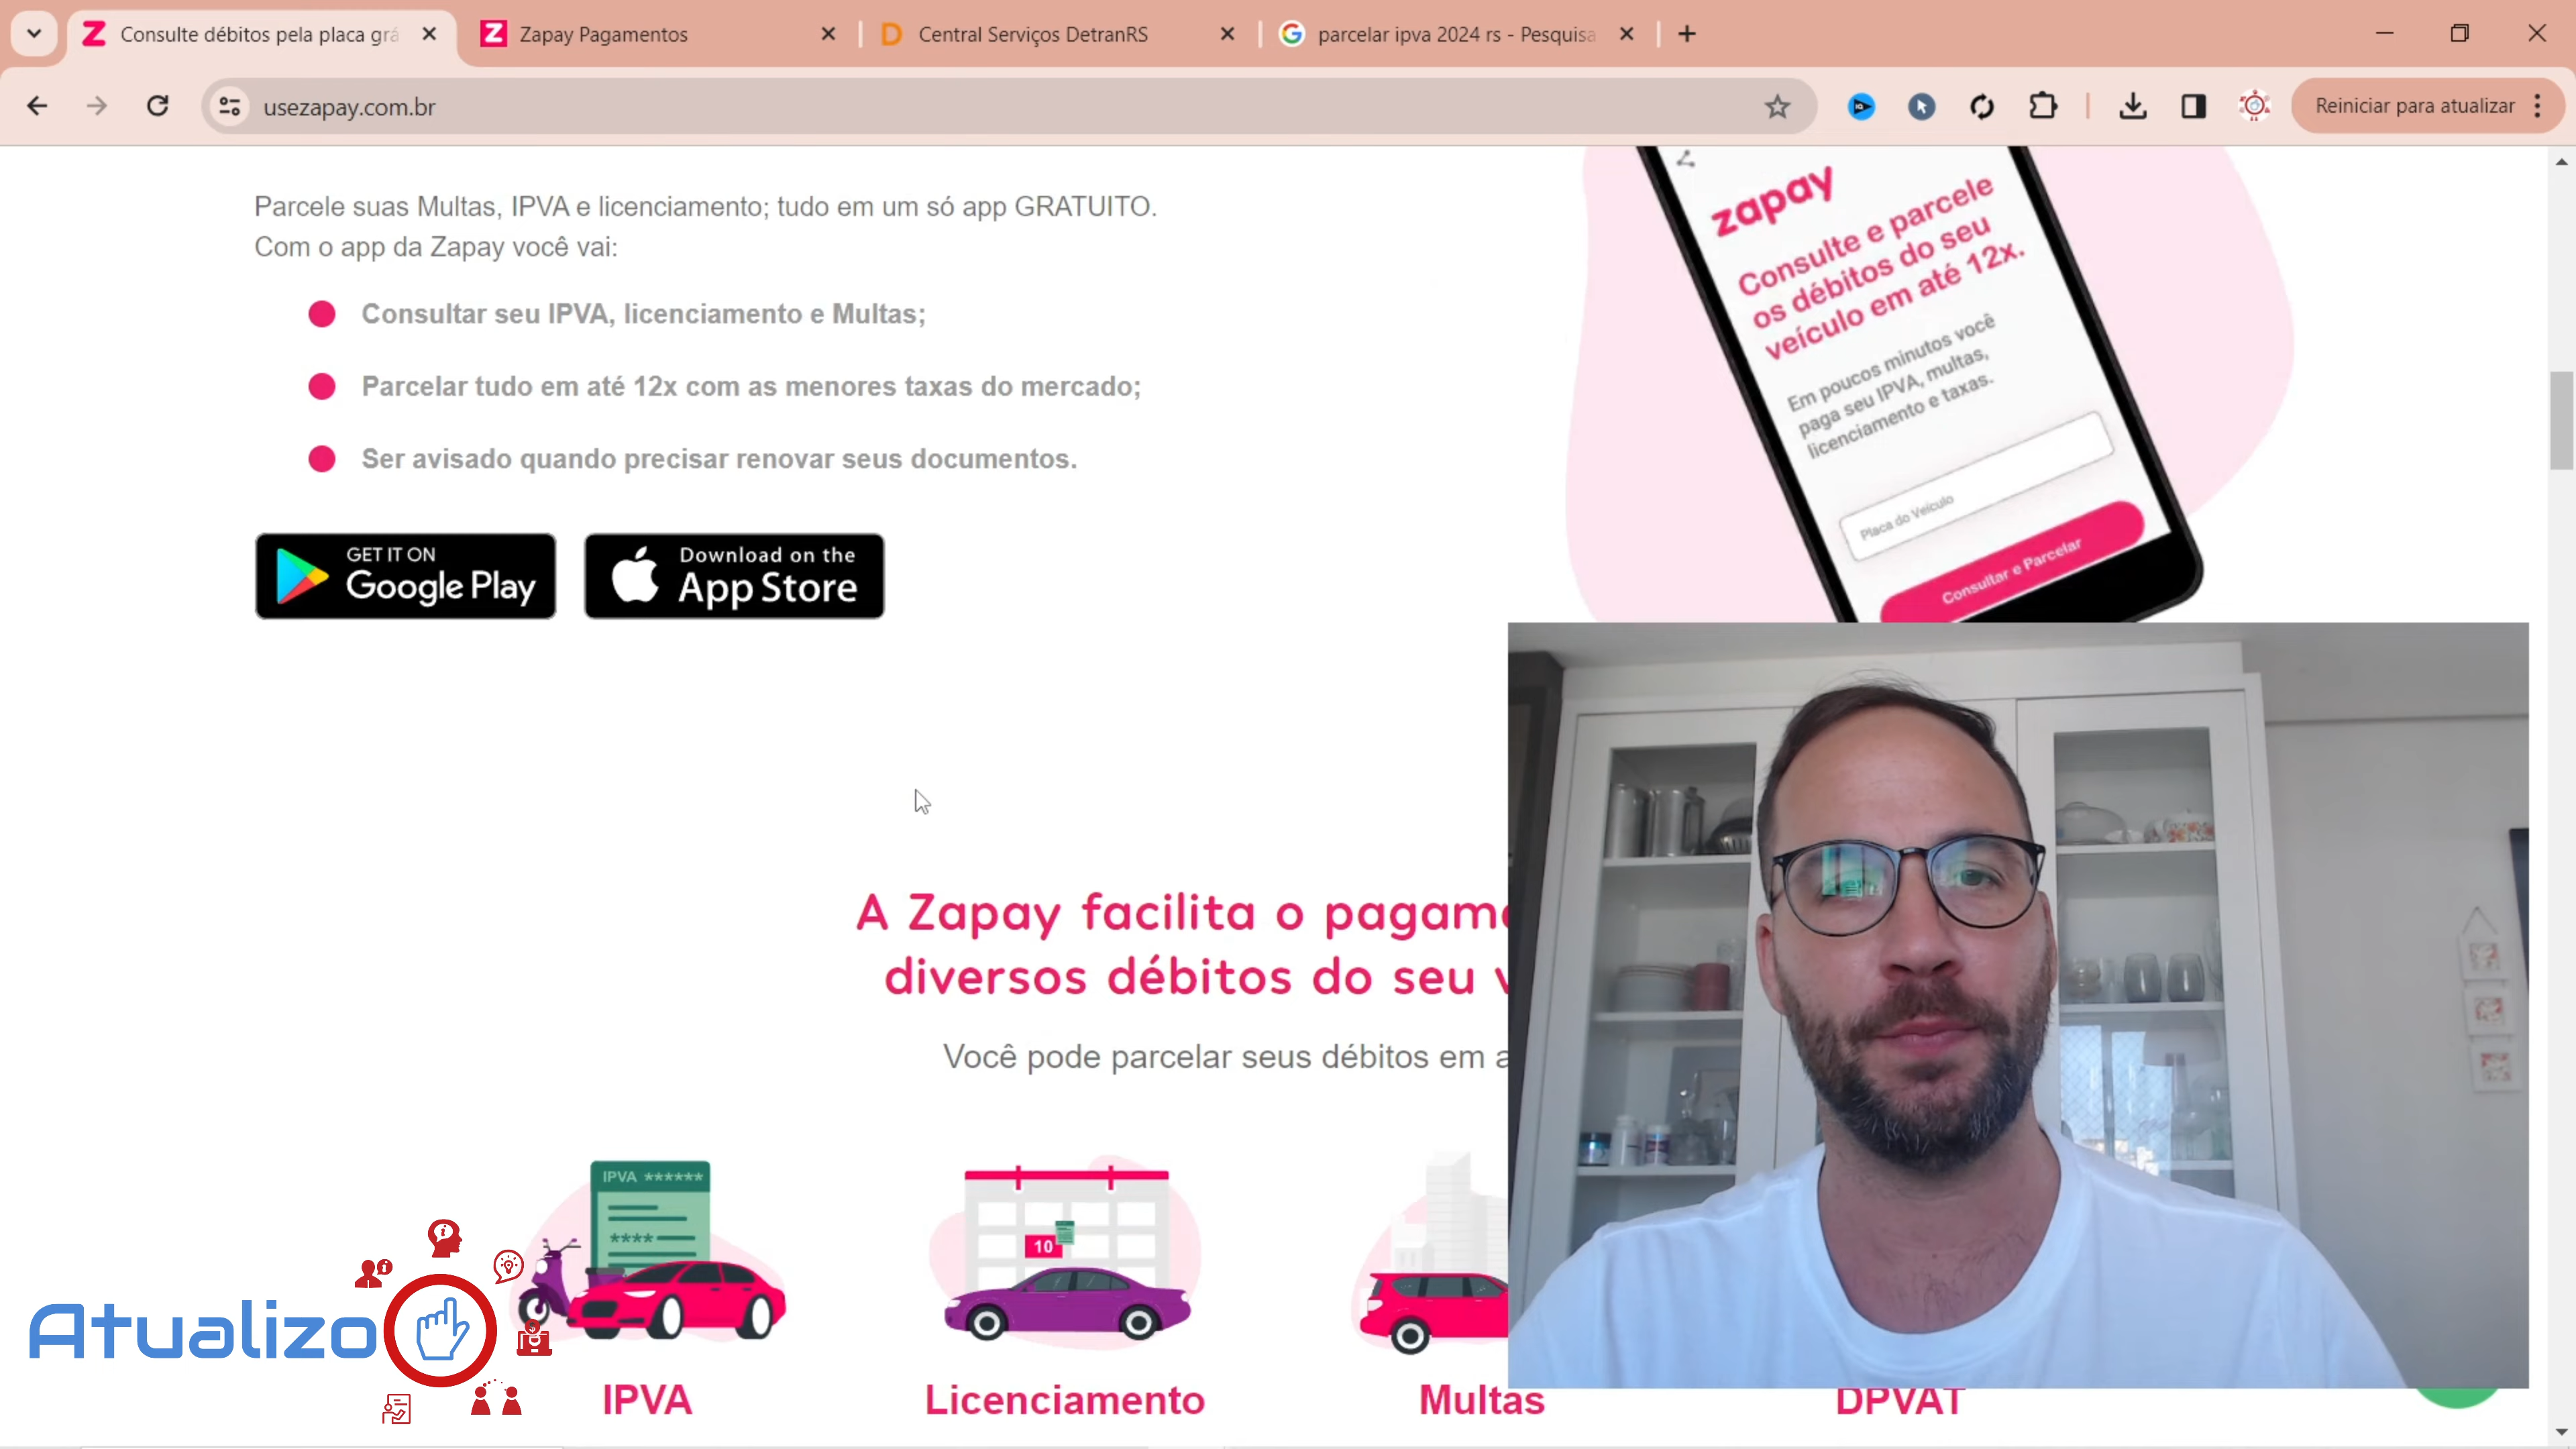 Consulte débitos pela placa grá
Zapay Pagamentos
Central Serviços DetranRS
parcelar ipva 2024 rs - Pesquisa
usezapay.com.br
Reiniciar para atualizar
Parcele suas Multas, IPVA e licenciamento; tudo em um só app GRATUITO.
Com o app da Zapay você vai:
Consultar seu IPVA, licenciamento e Multas;
Parcelar tudo em até 12x com as menores taxas do mercado;
Ser avisado quando precisar renovar seus documentos.
GET IT ON
Google Play
Download on the
App Store
zapay
Consulte e parcele
os débitos do seu
veículo em até 12x.
Em poucos minutos você
paga seu IPVA, multas,
licenciamento e taxas.
Placa do Veículo
Consultar e Parcelar
A Zapay facilita o pagame
diversos débitos do seu v
Você pode parcelar seus débitos em a
IPVA ******
****
10
Atualizo
IPVA
Licenciamento
Multas
DPVAT